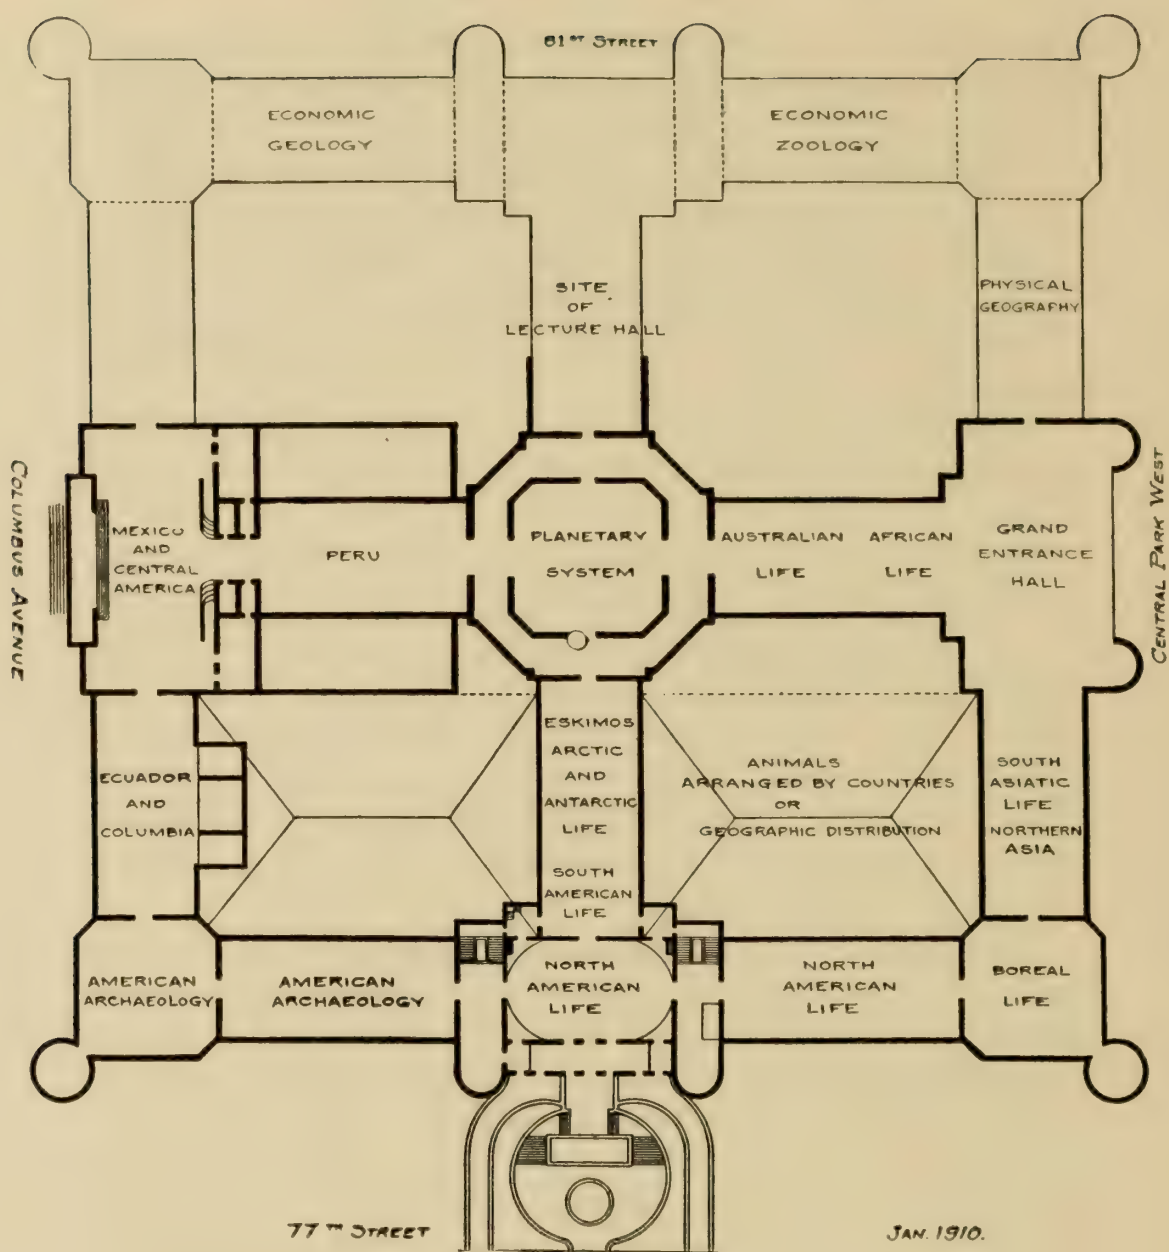 81ST STREET
ECONOMIC
GEOLOGY
ECONOMIC
ZOOLOGY
SITE
OF
LECTURE HALL
PHYSICAL
GEOGRAPHY
COLUMBUS AVENUE
MEXICO
AND
CENTRAL
AMERICA
PERU
PLANETARY
SYSTEM
AUSTRALIAN
LIFE
AFRICAN
LIFE
GRAND
ENTRANCE
HALL
CENTRAL PARK WEST
ECUADOR
AND
COLUMBIA
ESKIMOS
ARCTIC
AND
ANTARCTIC
LIFE
SOUTH
AMERICAN
LIFE
ANIMALS
ARRANGED BY COUNTRIES
OR
GEOGRAPHIC DISTRIBUTION
SOUTH
ASIATIC
LIFE
NORTHERN
ASIA
AMERICAN
ARCHAEOLOGY
AMERICAN
ARCHAEOLOGY
NORTH
AMERICAN
LIFE
NORTH
AMERICAN
LIFE
BOREAL
LIFE
77TH STREET
JAN. 1910.